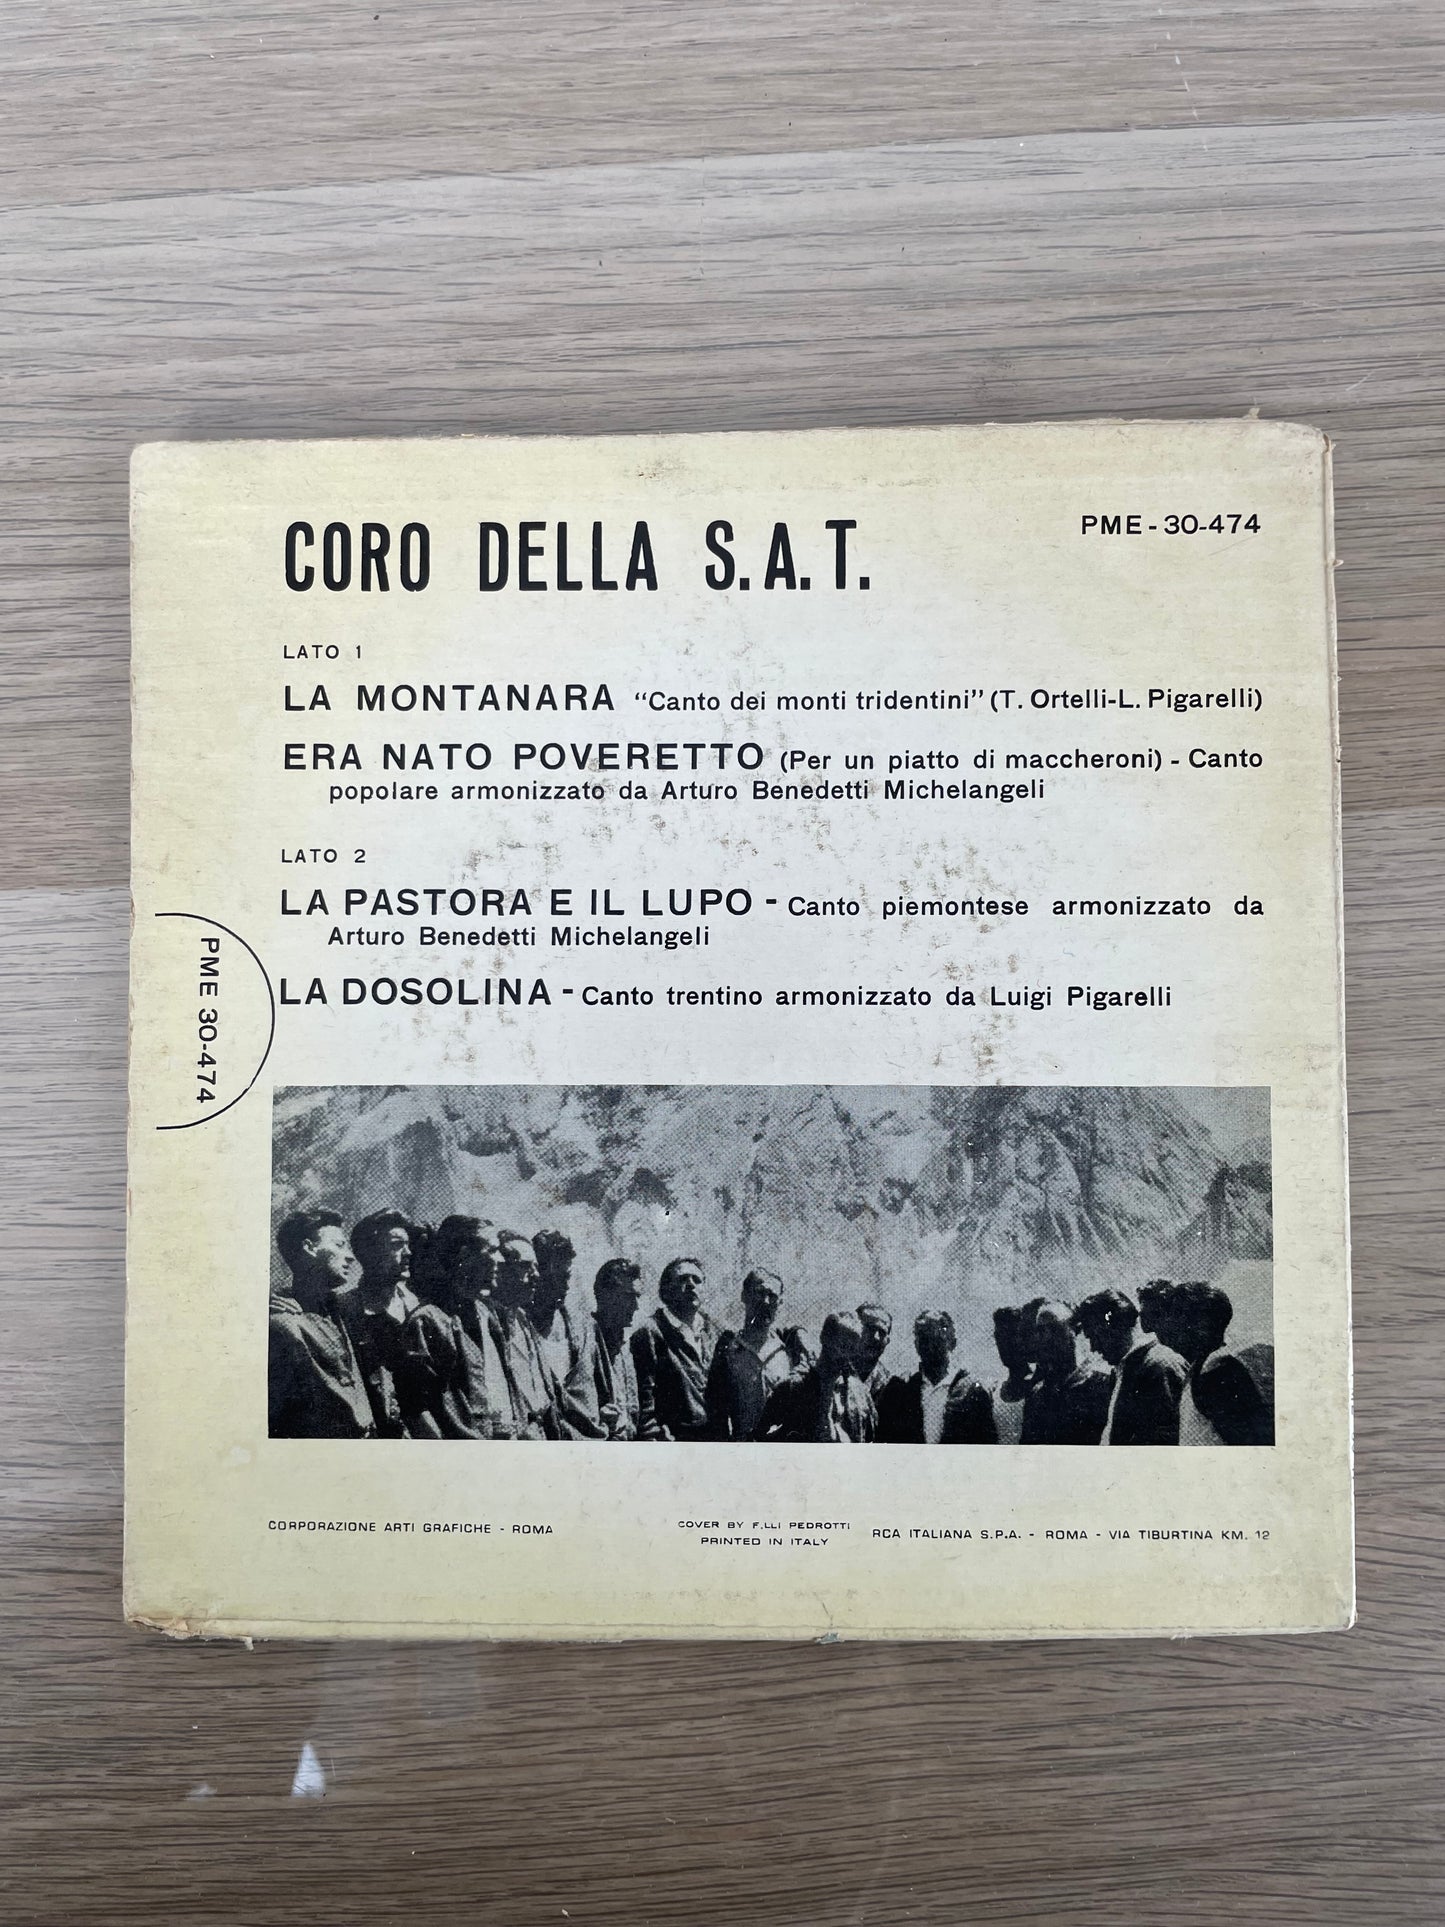 CORO DELLA S.A.T.
PME - 30-474
LATO 1
LA MONTANARA “Canto dei monti tridentini” (T. Ortelli-L. Pigarelli)
ERA NATO POVERETTO (Per un piatto di maccheroni) - Canto
popolare armonizzato da Arturo Benedetti Michelangeli
LATO 2
LA PASTORA E IL LUPO - Canto piemontese armonizzato da
Arturo Benedetti Michelangeli
LA DOSOLINA - Canto trentino armonizzato da Luigi Pigarelli
PME 30-474
CORPORAZIONE ARTI GRAFICHE - ROMA
COVER BY F.LLI PEDROTTI
PRINTED IN ITALY
RCA ITALIANA S.P.A. - ROMA - VIA TIBURTINA KM. 12